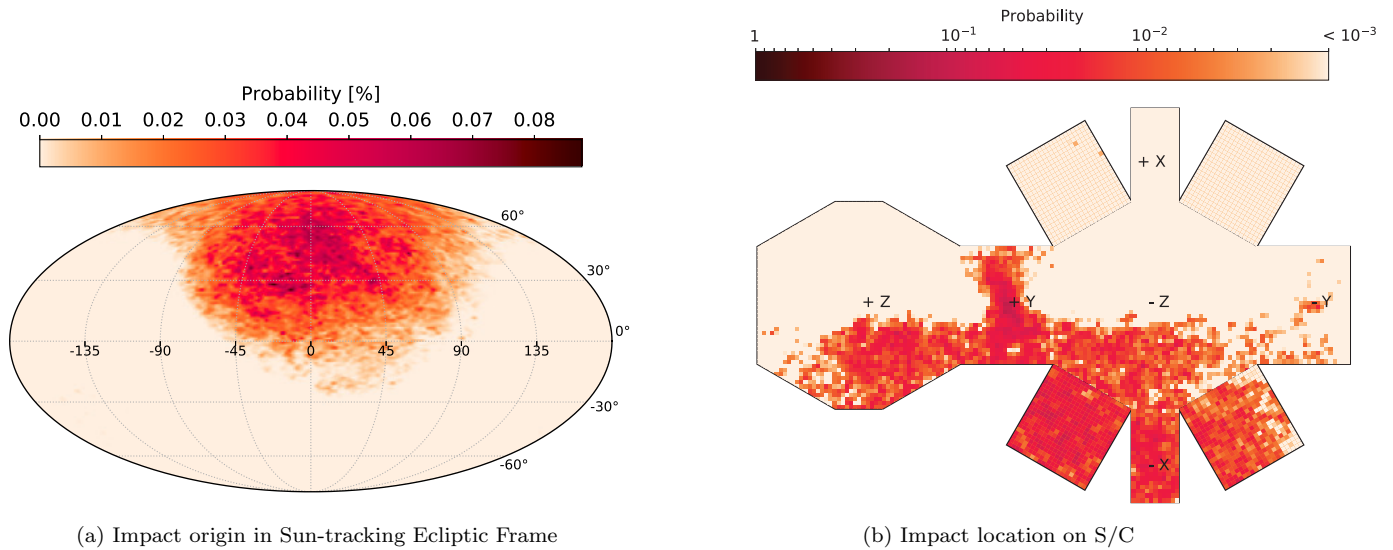 Probability [%]
0.00 0.01 0.02 0.03 0.04 0.05 0.06 0.07 0.08
60°
30°
0°
-135 -90 -45 0 45 90 135
-30°
-60°
(a) Impact origin in Sun-tracking Ecliptic Frame
Probability
1 10⁻¹ 10⁻² < 10⁻³
+ X
+ Z + Y - Z - Y
- X
(b) Impact location on S/C